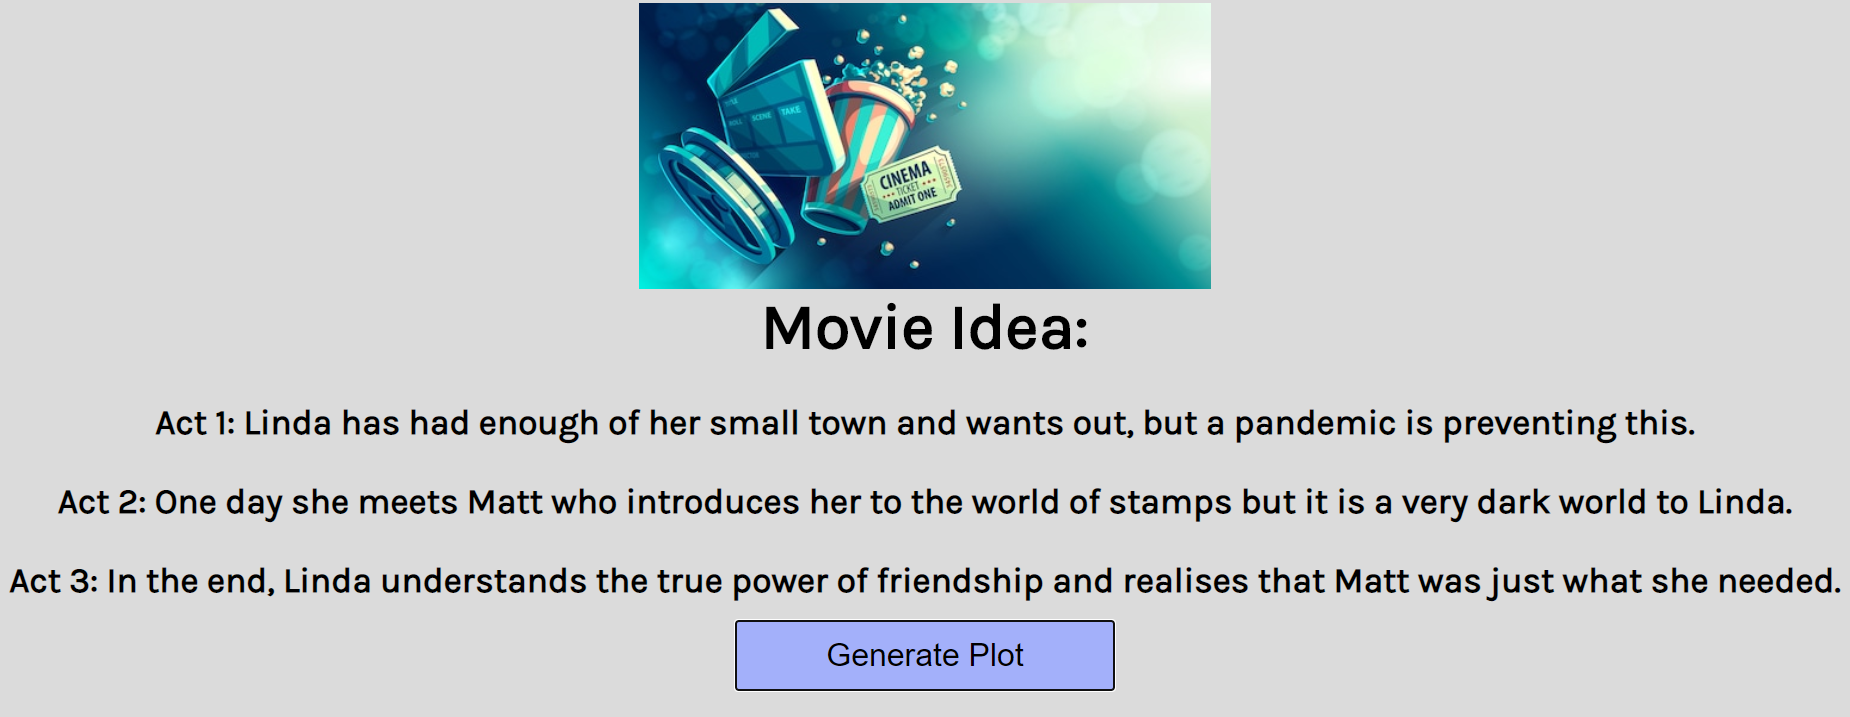 TITLE
ROLL SCENE TAKE
CINEMA
TICKET
ADMIT ONE
Movie Idea:
Act 1: Linda has had enough of her small town and wants out, but a pandemic is preventing this.
Act 2: One day she meets Matt who introduces her to the world of stamps but it is a very dark world to Linda.
Act 3: In the end, Linda understands the true power of friendship and realises that Matt was just what she needed.
Generate Plot